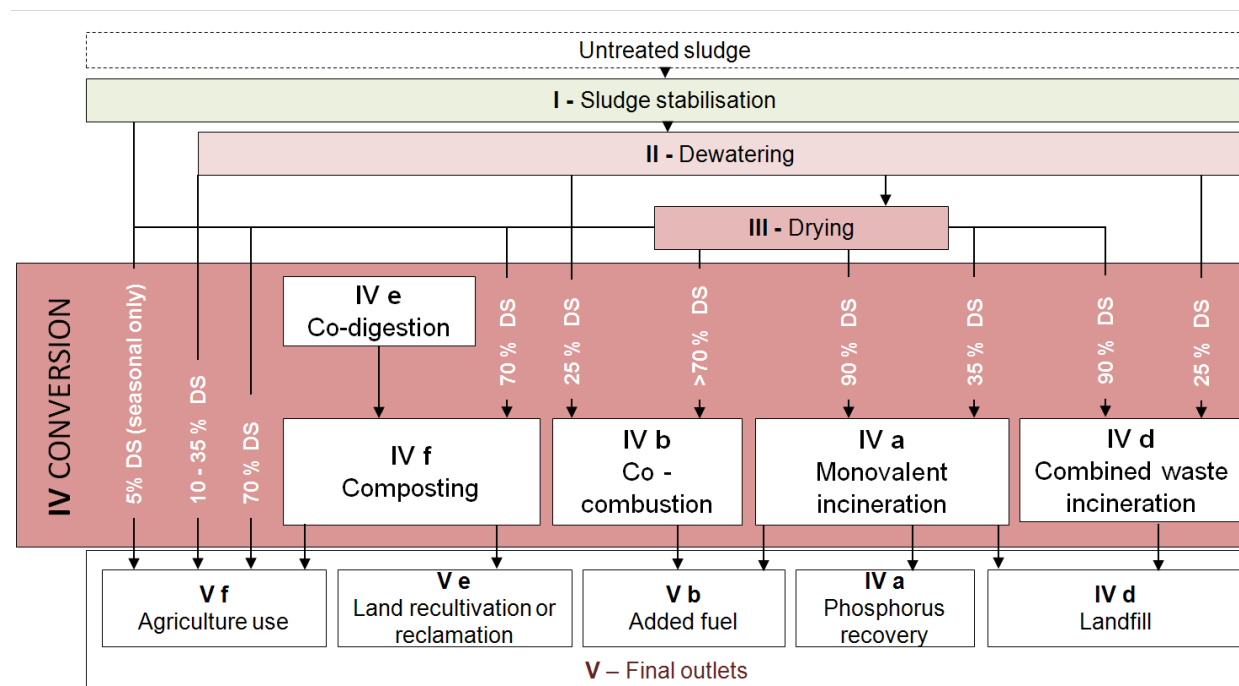 Untreated sludge
I - Sludge stabilisation
II - Dewatering
III - Drying
IV CONVERSION
5% DS (seasonal only)
10 - 35 % DS
70 % DS
IV e
Co-digestion
70 % DS
25 % DS
>70 % DS
90 % DS
35 % DS
90 % DS
25 % DS
IV f
Composting
IV b
Co -
combustion
IV a
Monovalent
incineration
IV d
Combined waste
incineration
V f
Agriculture use
V e
Land recultivation or
reclamation
V b
Added fuel
IV a
Phosphorus
recovery
IV d
Landfill
V – Final outlets